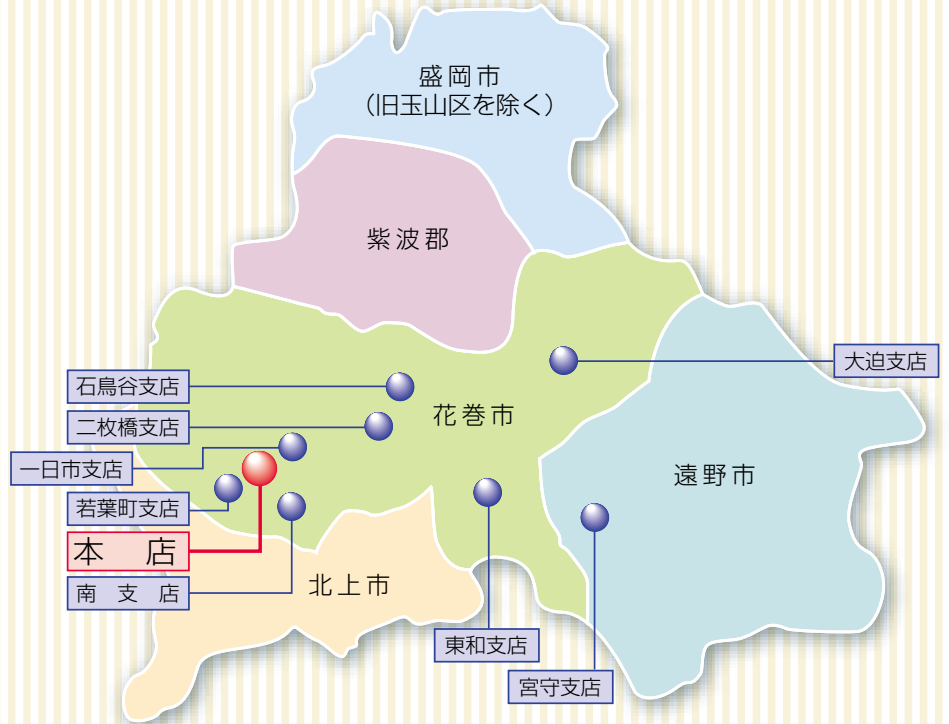 盛岡市
（旧玉山区を除く）
紫波郡
大迫支店
石鳥谷支店
花巻市
二枚橋支店
一日市支店
遠野市
若葉町支店
本　店
南　支　店
北上市
東和支店
宮守支店